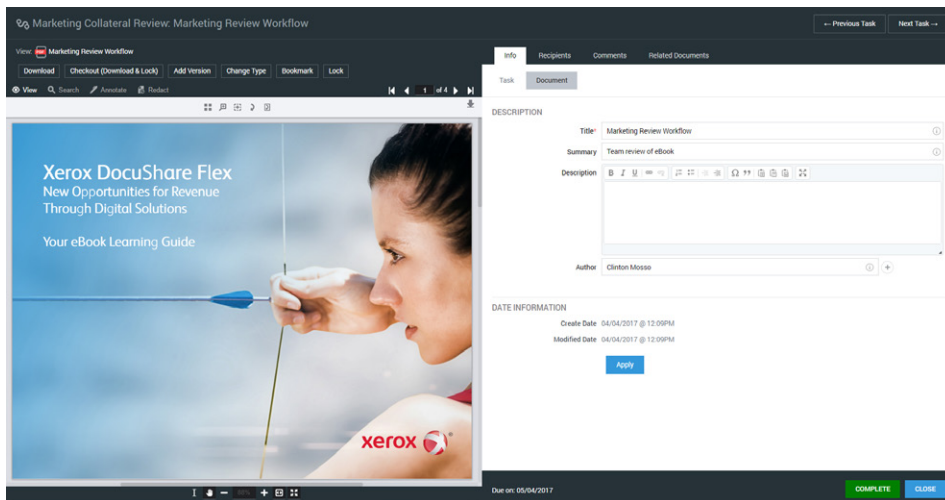 Marketing Collateral Review: Marketing Review Workflow
← Previous Task
Next Task →
View: Marketing Review Workflow
Download
Checkout (Download & Lock)
Add Version
Change Type
Bookmark
Lock
View
Search
Annotate
Redact
1 of 4
Xerox DocuShare Flex
New Opportunities for Revenue
Through Digital Solutions
Your eBook Learning Guide
xerox
Info
Recipients
Comments
Related Documents
Task
Document
DESCRIPTION
Title* Marketing Review Workflow
Summary Team review of eBook
Description
B I U
Author Clinton Mosso
DATE INFORMATION
Create Date 04/04/2017 @ 12:09PM
Modified Date 04/04/2017 @ 12:09PM
Apply
Due on: 05/04/2017
COMPLETE
CLOSE